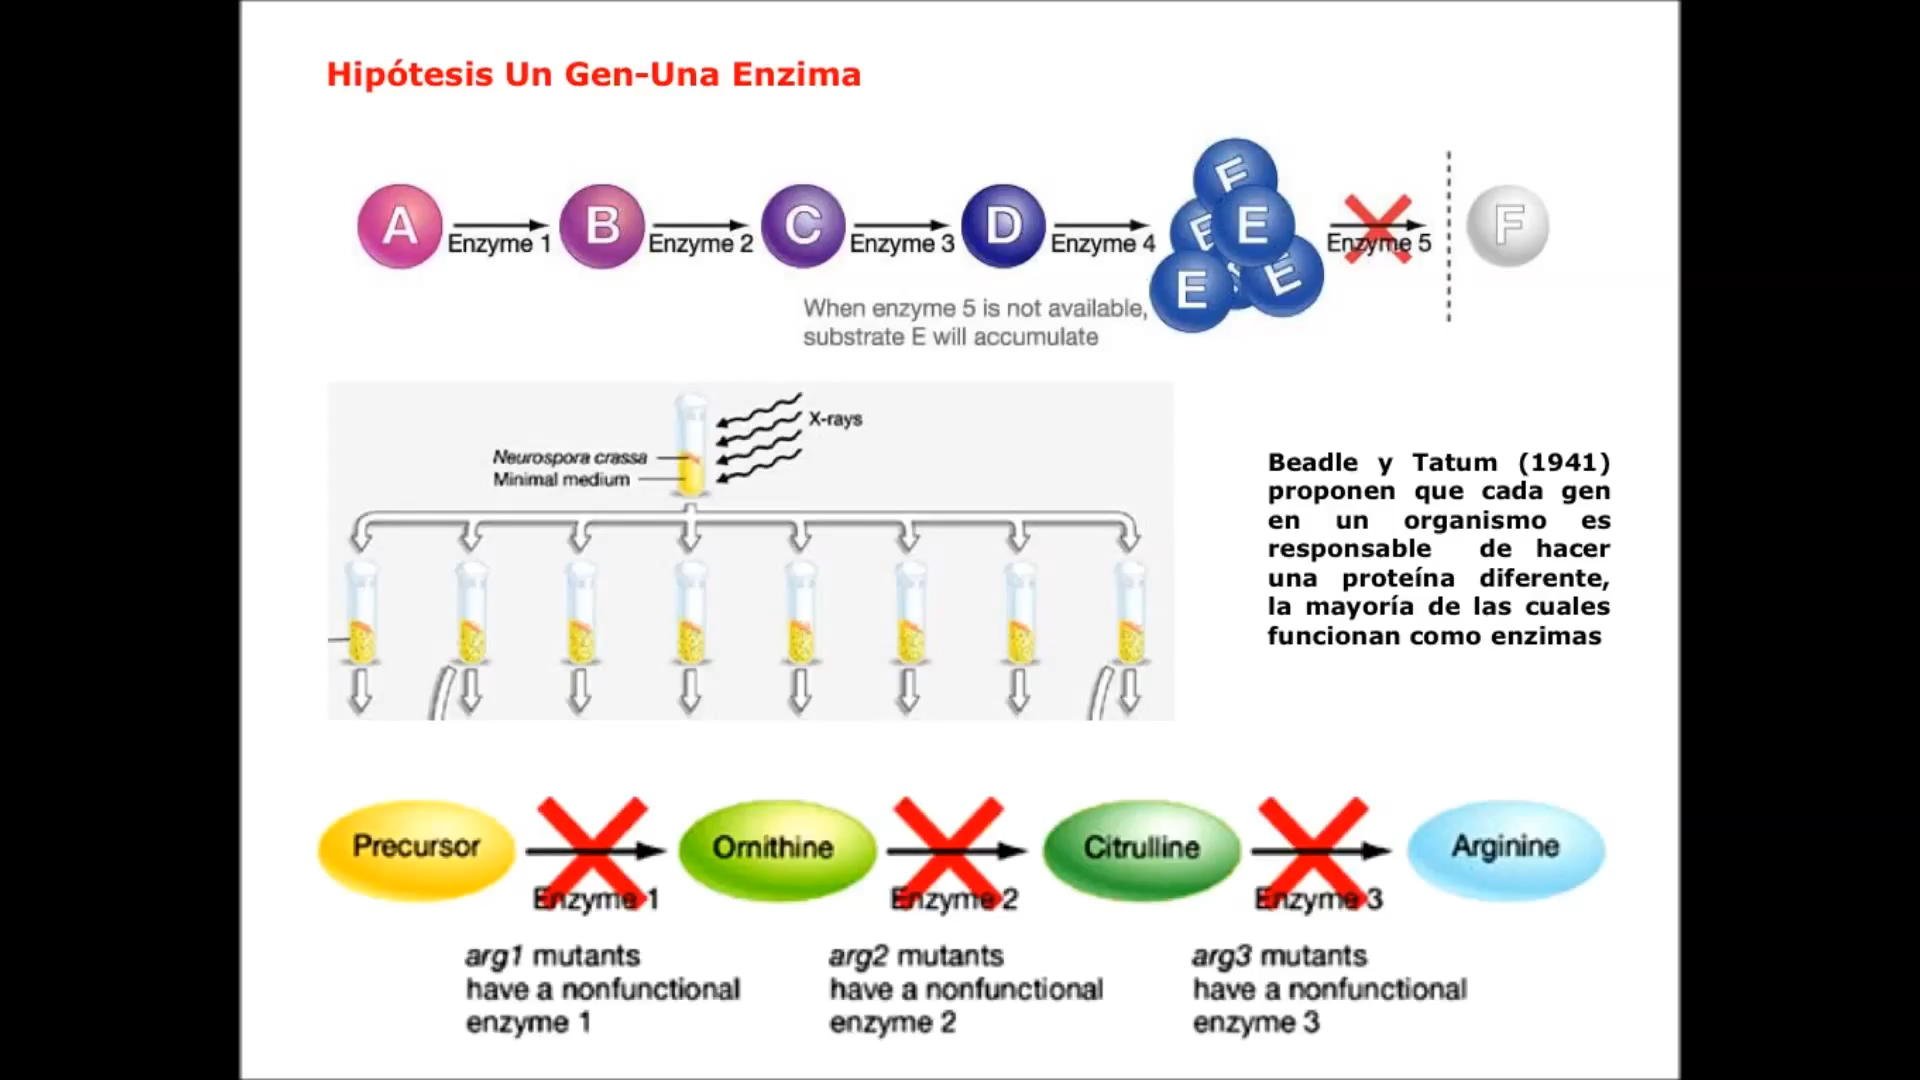 Hipótesis Un Gen-Una Enzima
A
B
C
D
E
E
E
E
E
F
Enzyme 1
Enzyme 2
Enzyme 3
Enzyme 4
Enzyme 5
When enzyme 5 is not available,
substrate E will accumulate
X-rays
Neurospora crassa
Minimal medium
Beadle y Tatum (1941)
proponen que cada gen
en un organismo es
responsable de hacer
una proteína diferente,
la mayoría de las cuales
funcionan como enzimas
Precursor
Ornithine
Citrulline
Arginine
Enzyme 1
Enzyme 2
Enzyme 3
arg1 mutants
have a nonfunctional
enzyme 1
arg2 mutants
have a nonfunctional
enzyme 2
arg3 mutants
have a nonfunctional
enzyme 3